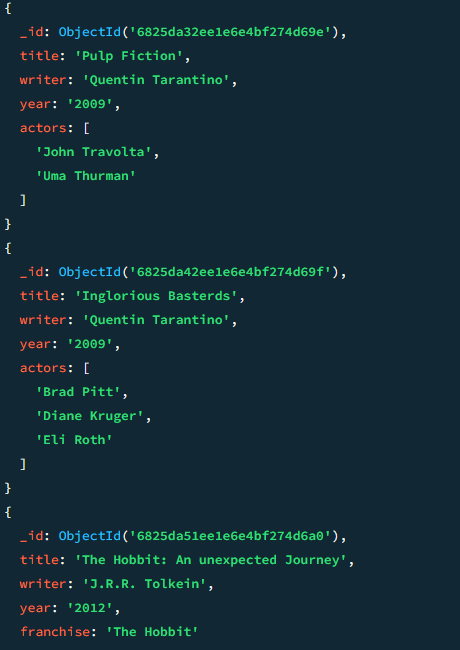 {
  _id: ObjectId('6825da32ee1e6e4bf274d69e'),
  title: 'Pulp Fiction',
  writer: 'Quentin Tarantino',
  year: '2009',
  actors: [
    'John Travolta',
    'Uma Thurman'
  ]
}
{
  _id: ObjectId('6825da42ee1e6e4bf274d69f'),
  title: 'Inglorious Basterds',
  writer: 'Quentin Tarantino',
  year: '2009',
  actors: [
    'Brad Pitt',
    'Diane Kruger',
    'Eli Roth'
  ]
}
{
  _id: ObjectId('6825da51ee1e6e4bf274d6a0'),
  title: 'The Hobbit: An unexpected Journey',
  writer: 'J.R.R. Tolkein',
  year: '2012',
  franchise: 'The Hobbit'